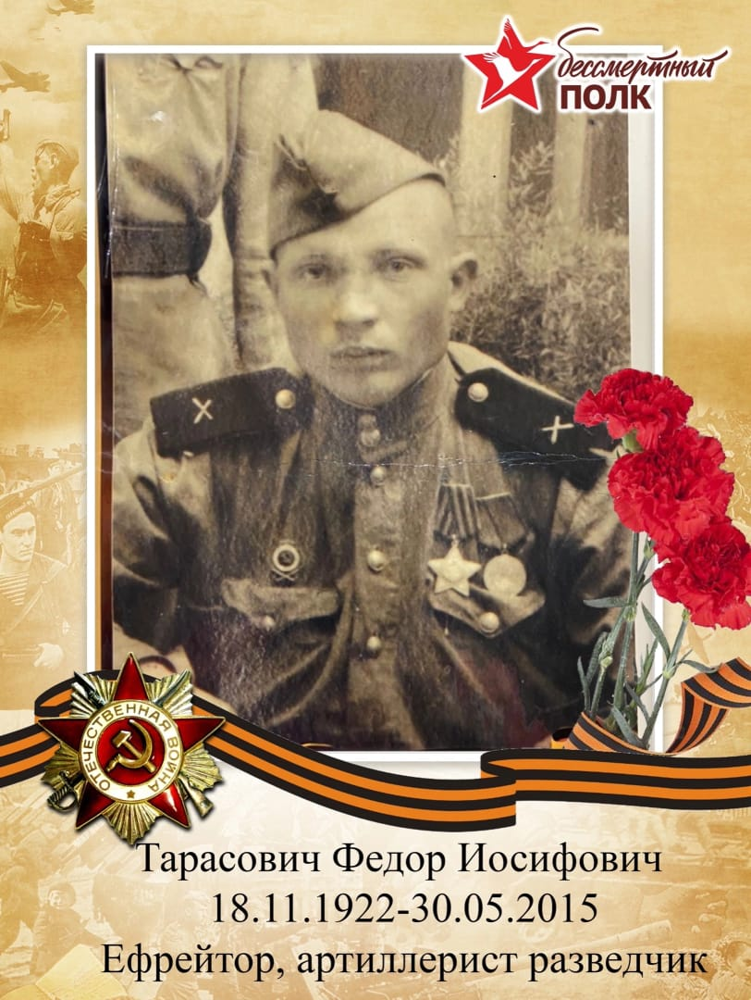 бессмертный
ПОЛК
ОТЕЧЕСТВЕННАЯ ВОЙНА
Тарасович Федор Иосифович
18.11.1922-30.05.2015
Ефрейтор, артиллерист разведчик